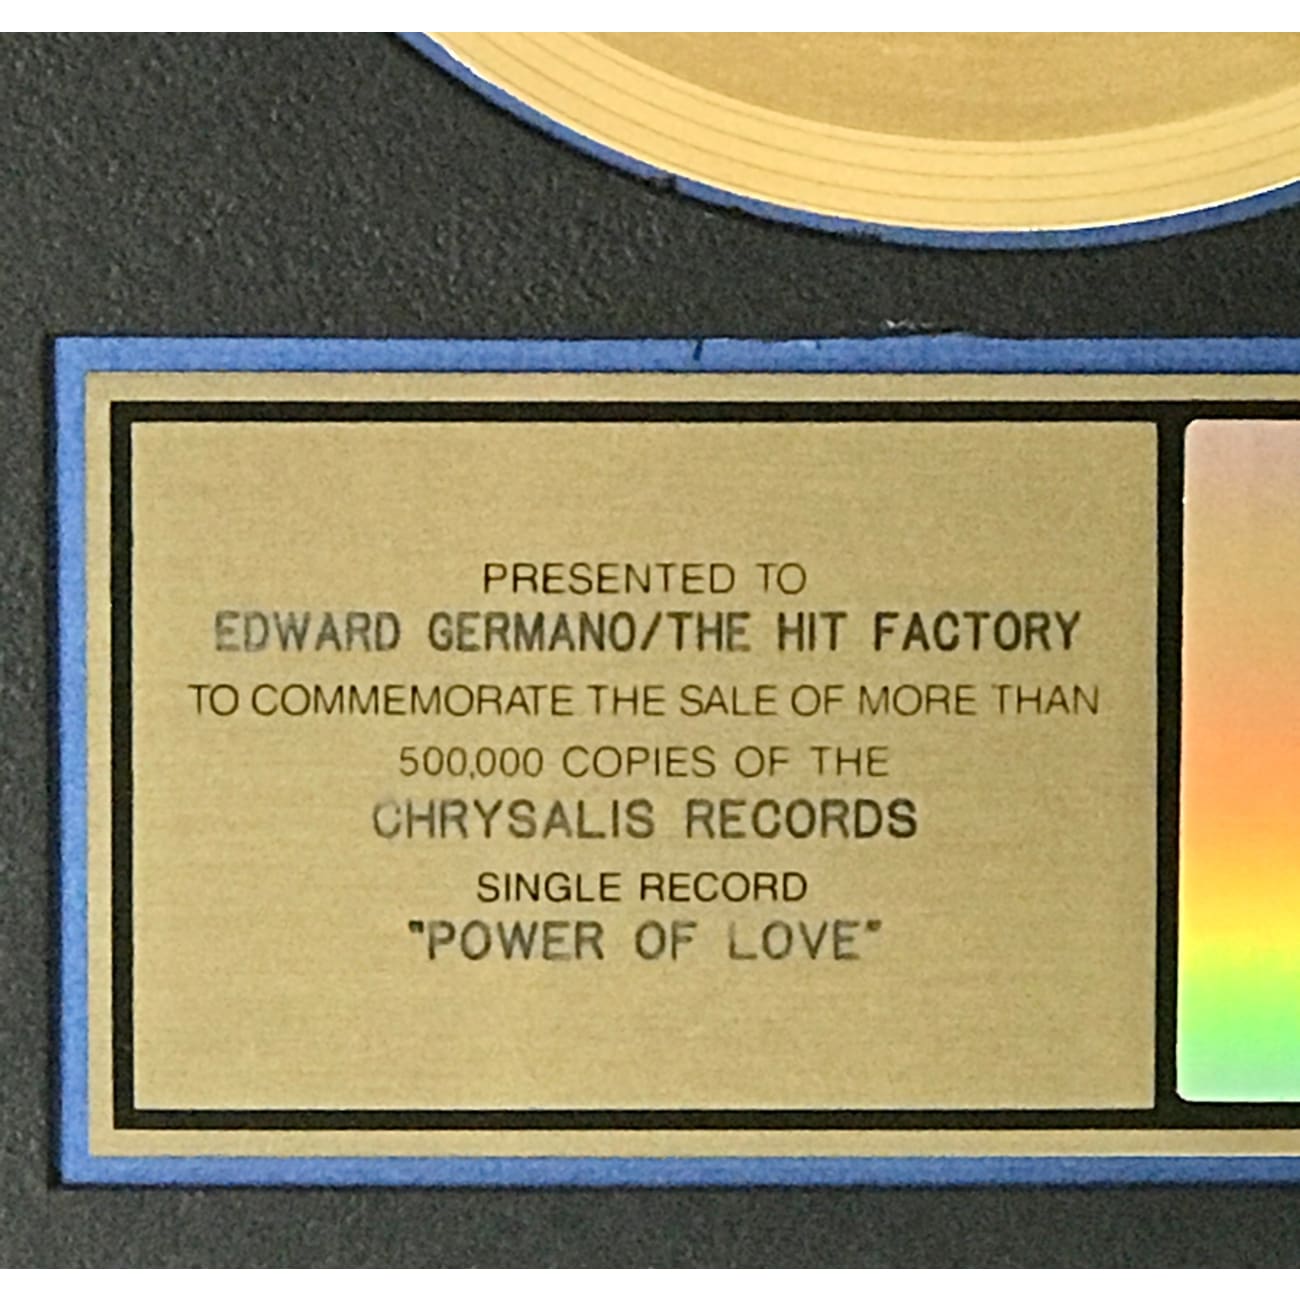 PRESENTED TO
EDWARD GERMANO/THE HIT FACTORY
TO COMMEMORATE THE SALE OF MORE THAN
500,000 COPIES OF THE
CHRYSALIS RECORDS
SINGLE RECORD
"POWER OF LOVE"